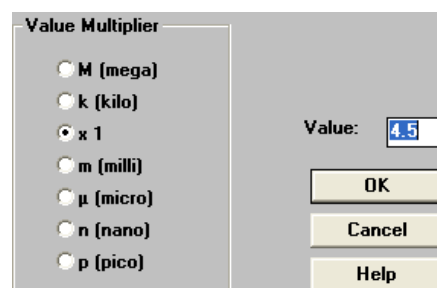 Value Multiplier
M (mega)
k (kilo)
x 1
m (milli)
µ (micro)
n (nano)
p (pico)
Value: 4.5
OK
Cancel
Help